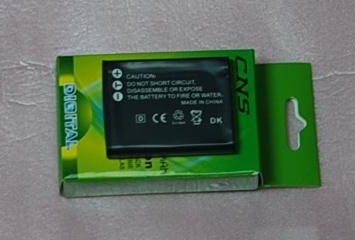 CAUTION:
DO NOT SHORT CIRCUIT,
DISASSEMBLE OR EXPOSE
THE BATTERY TO FIRE OR WATER.
MADE IN CHINA
D CE DK
CNS
DIGITAL